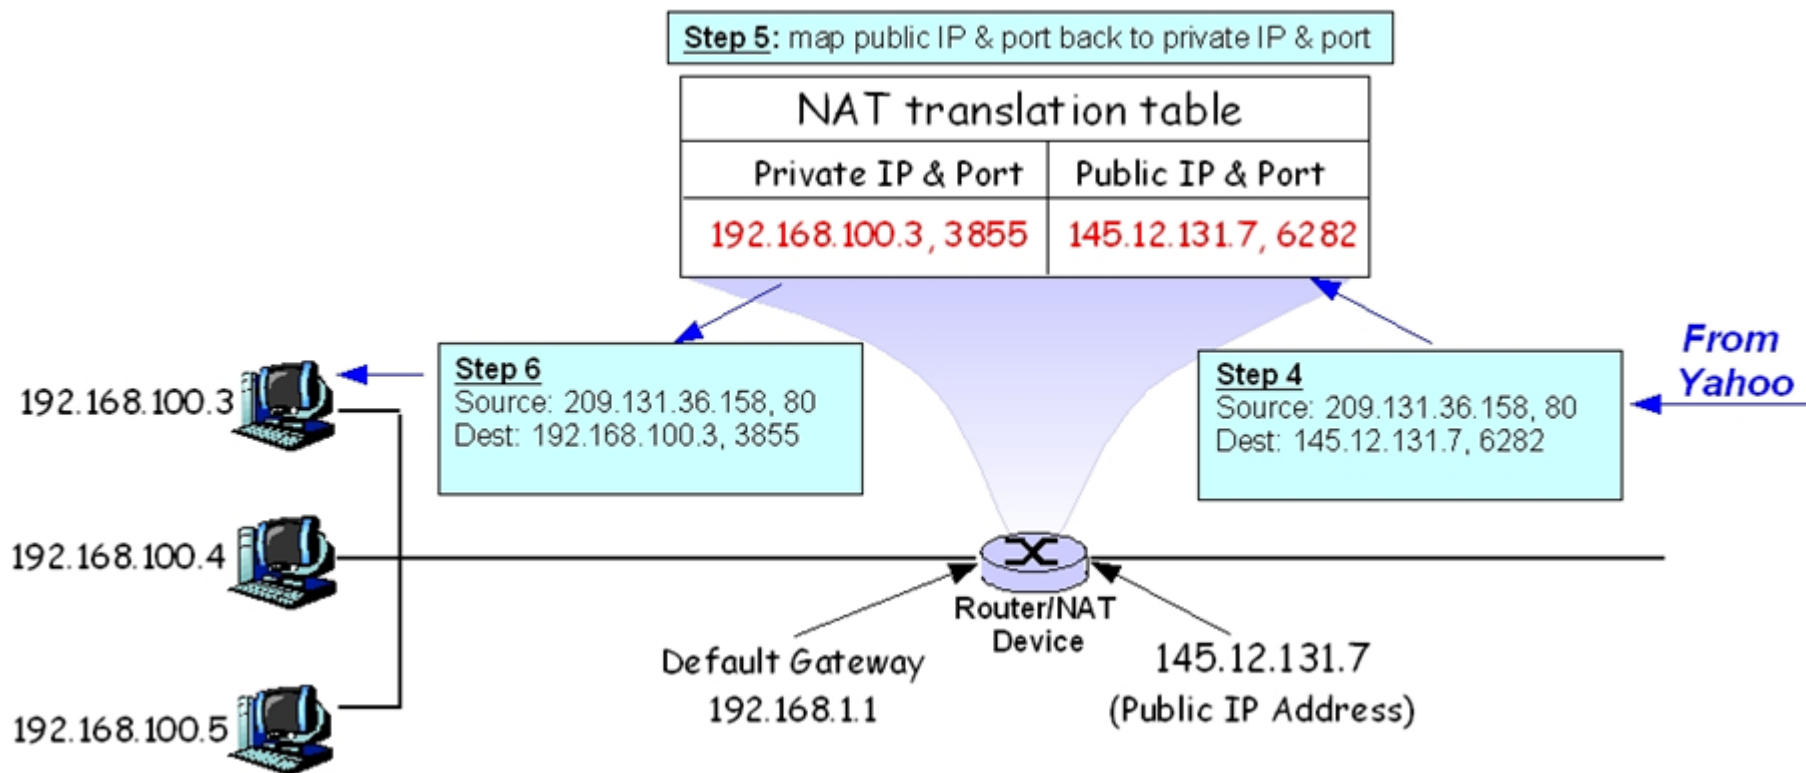 Step 5: map public IP & port back to private IP & port
NAT translation table
Private IP & Port
Public IP & Port
192.168.100.3, 3855
145.12.131.7, 6282
Step 6
Source: 209.131.36.158, 80
Dest: 192.168.100.3, 3855
Step 4
Source: 209.131.36.158, 80
Dest: 145.12.131.7, 6282
From
Yahoo
192.168.100.3
192.168.100.4
192.168.100.5
Router/NAT
Device
Default Gateway
192.168.1.1
145.12.131.7
(Public IP Address)